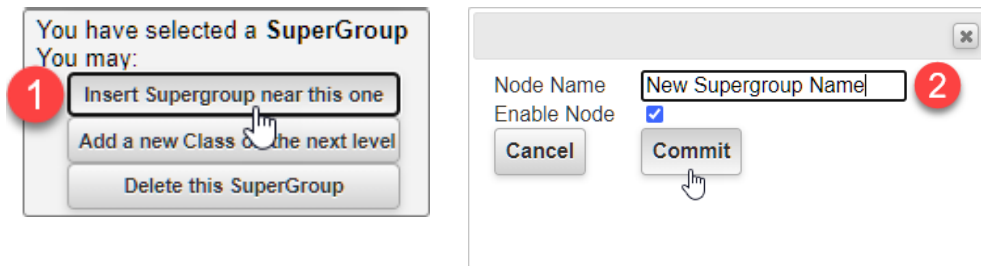 You have selected a SuperGroup
You may:
1
Insert Supergroup near this one
Add a new Class on the next level
Delete this SuperGroup
Node Name New Supergroup Name 2
Enable Node
Cancel Commit